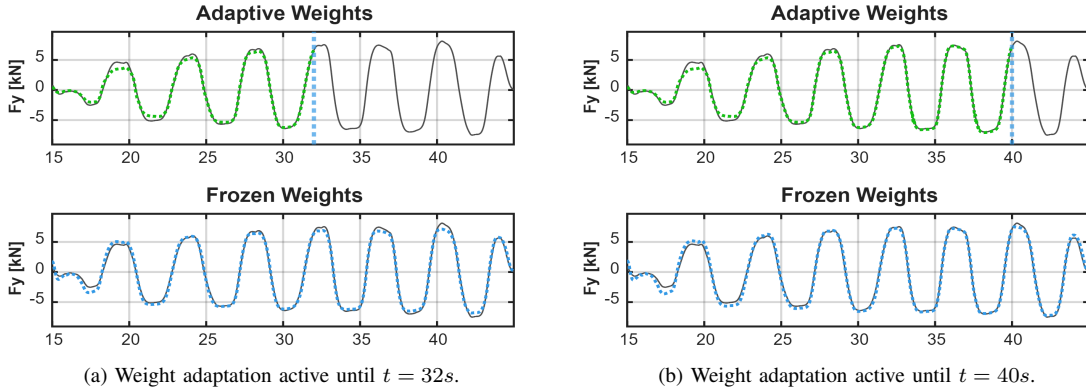 Adaptive Weights
Fy [kN]
5
0
-5
15 20 25 30 35 40
Frozen Weights
Fy [kN]
5
0
-5
15 20 25 30 35 40
(a) Weight adaptation active until t = 32s.
Adaptive Weights
Fy [kN]
5
0
-5
15 20 25 30 35 40
Frozen Weights
Fy [kN]
5
0
-5
15 20 25 30 35 40
(b) Weight adaptation active until t = 40s.